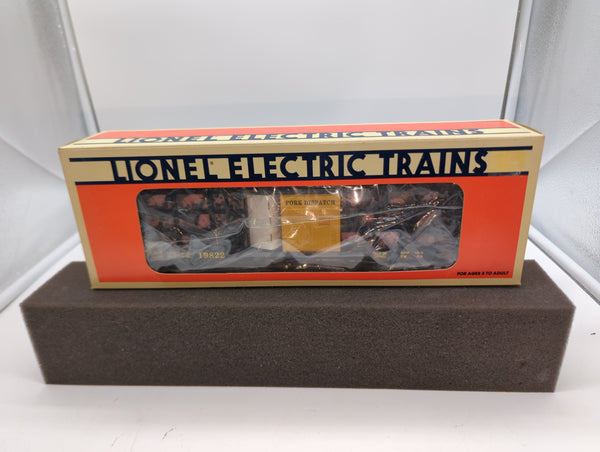 LIONEL ELECTRIC TRAINS
LIONEL® ELECTRIC TRAINS
PORK DISPATCH
19822
FOR AGES 8 TO ADULT